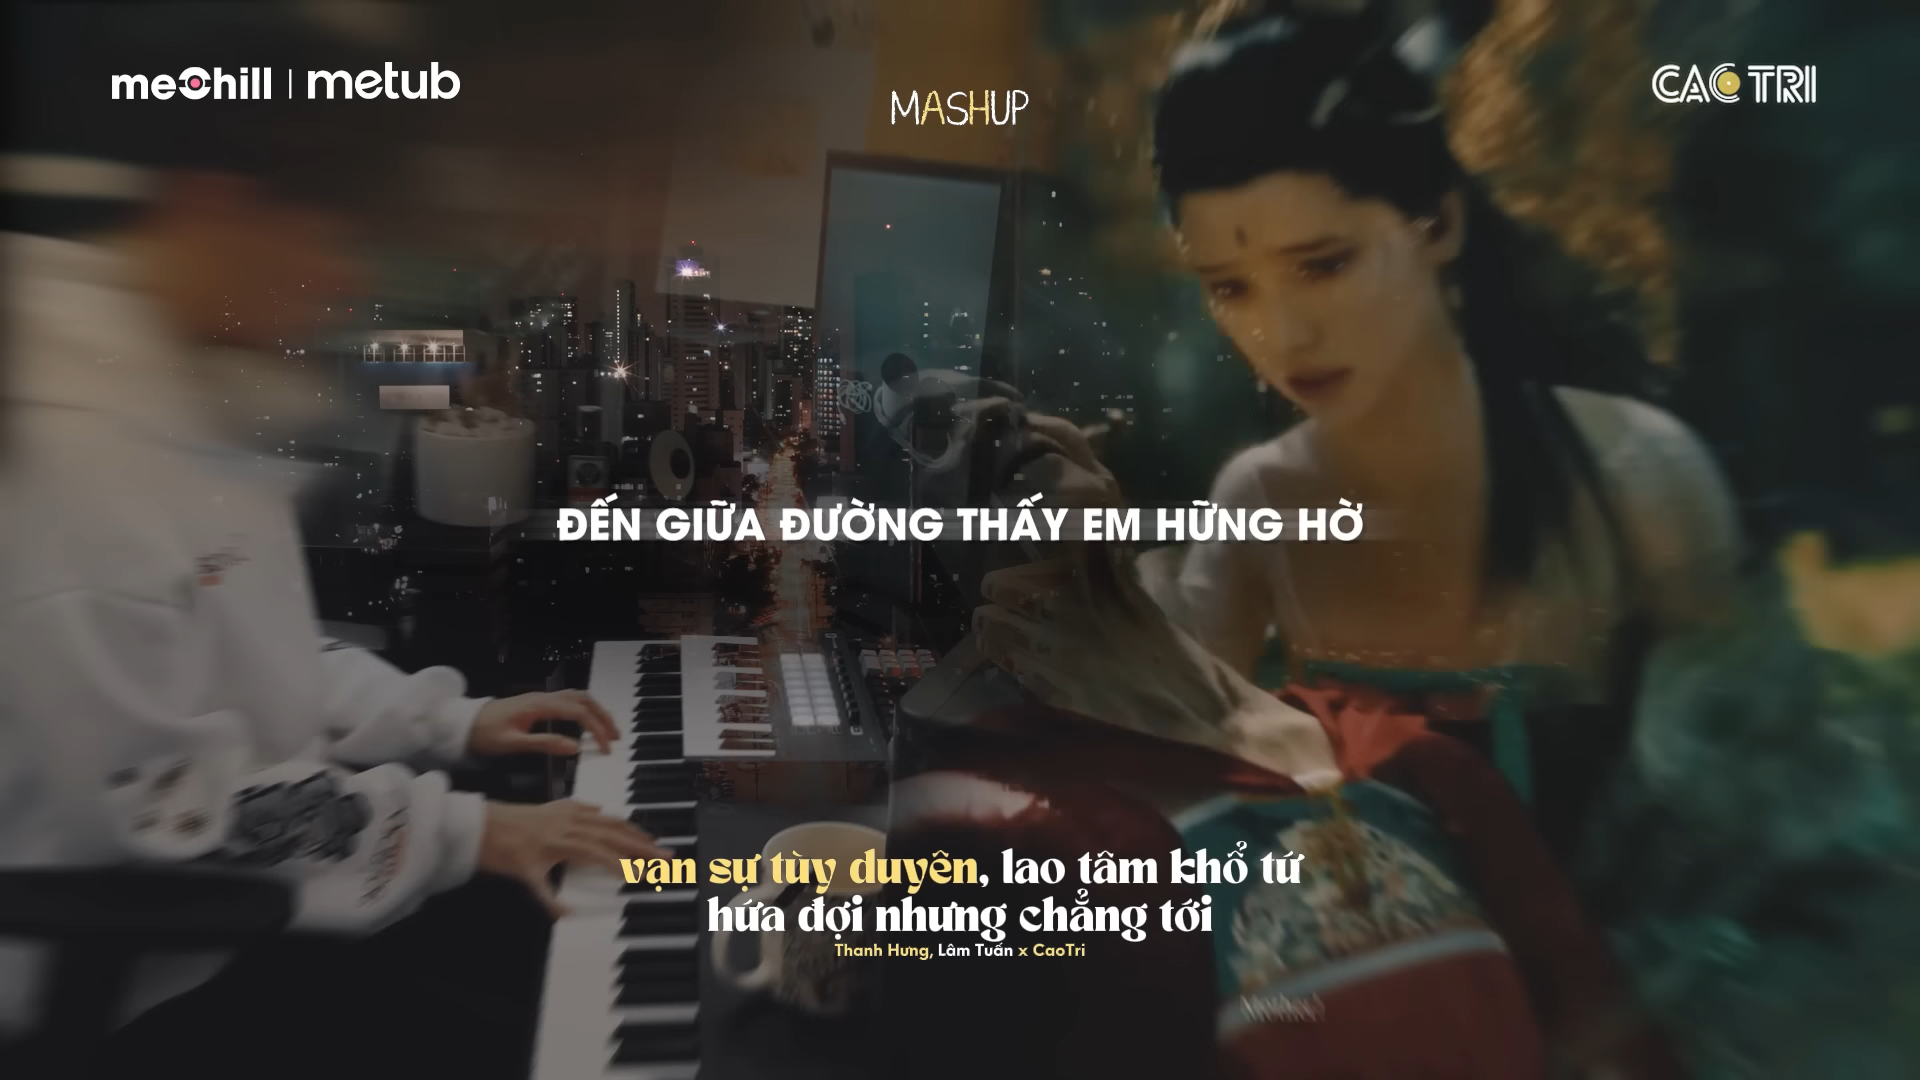 mechill | metub
MASHUP
CAO TRI
ĐẾN GIỮA ĐƯỜNG THẤY EM HỮNG HỜ
vạn sự tùy duyên, lao tâm khổ tứ
hứa đợi nhưng chẳng tới
Thanh Hưng, Lâm Tuấn x CaoTri